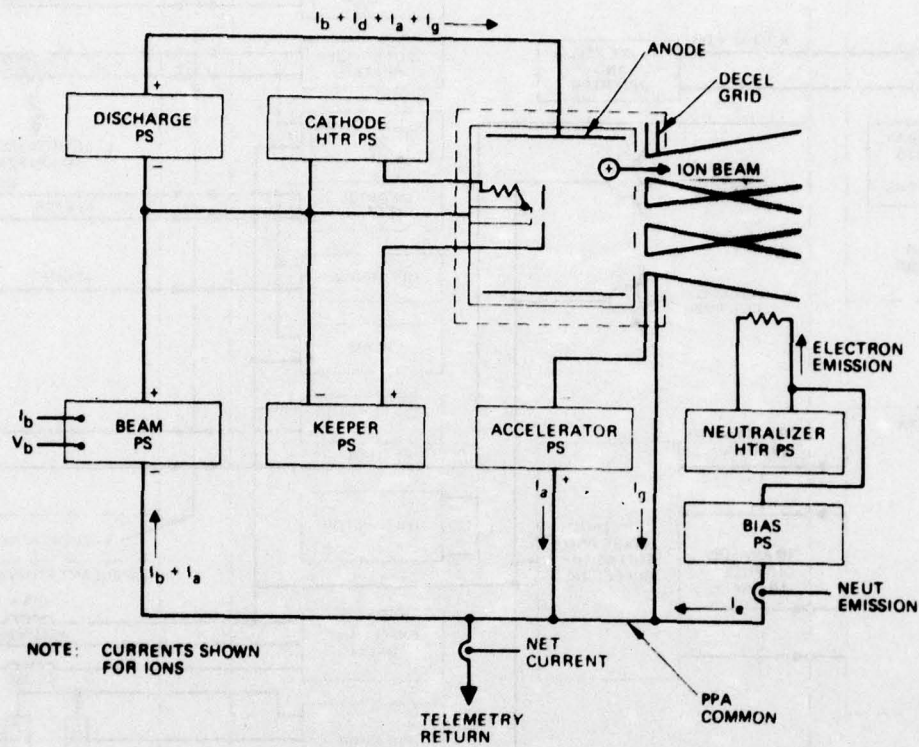 I_b + I_d + I_a + I_g
ANODE
DECEL
GRID
DISCHARGE
PS
CATHODE
HTR PS
+
−
ION BEAM
+
ELECTRON
EMISSION
I_b
V_b
+
BEAM
PS
−
−
+
KEEPER
PS
ACCELERATOR
PS
+
NEUTRALIZER
HTR PS
I_a
I_g
BIAS
PS
I_b + I_a
I_e
NEUT
EMISSION
NOTE: CURRENTS SHOWN
FOR IONS
NET
CURRENT
PPA
COMMON
TELEMETRY
RETURN